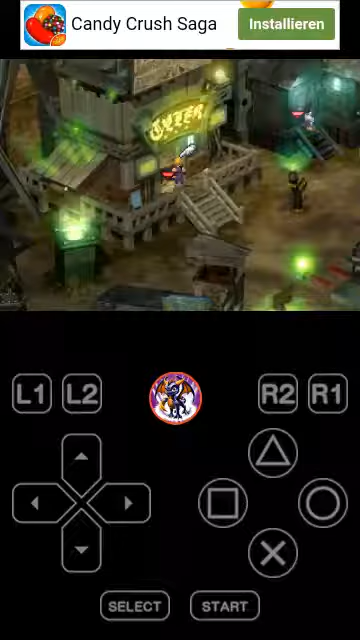 Candy Crush Saga
Installieren
L1 L2
R2 R1
SELECT START